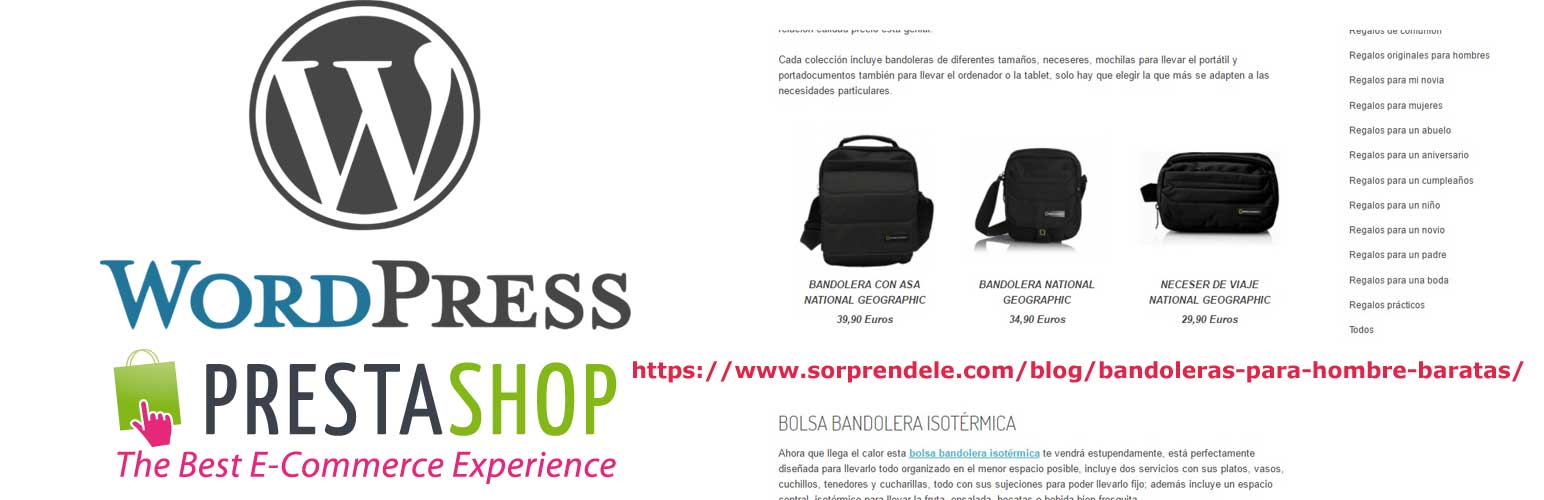 WORDPRESS
PRESTASHOP
The Best E-Commerce Experience
relación calidad precio está genial.
Cada colección incluye bandoleras de diferentes tamaños, neceseres, mochilas para llevar el portátil y
portadocumentos también para llevar el ordenador o la tablet, solo hay que elegir la que más se adapten a las
necesidades particulares.
BANDOLERA CON ASA
NATIONAL GEOGRAPHIC
39,90 Euros
BANDOLERA NATIONAL
GEOGRAPHIC
34,90 Euros
NECESER DE VIAJE
NATIONAL GEOGRAPHIC
29,90 Euros
Regalos de comunión
Regalos originales para hombres
Regalos para mi novia
Regalos para mujeres
Regalos para un abuelo
Regalos para un aniversario
Regalos para un cumpleaños
Regalos para un niño
Regalos para un novio
Regalos para un padre
Regalos para una boda
Regalos prácticos
Todos
https://www.sorprendele.com/blog/bandoleras-para-hombre-baratas/
BOLSA BANDOLERA ISOTÉRMICA
Ahora que llega el calor esta bolsa bandolera isotérmica te vendrá estupendamente, está perfectamente
diseñada para llevarlo todo organizado en el menor espacio posible, incluye dos servicios con sus platos, vasos,
cuchillos, tenedores y cucharillas, todo con sus sujeciones para poder llevarlo fijo; además incluye un espacio
central, isotérmico para llevar la fruta, ensalada, bocatas o bebida bien fresquita.